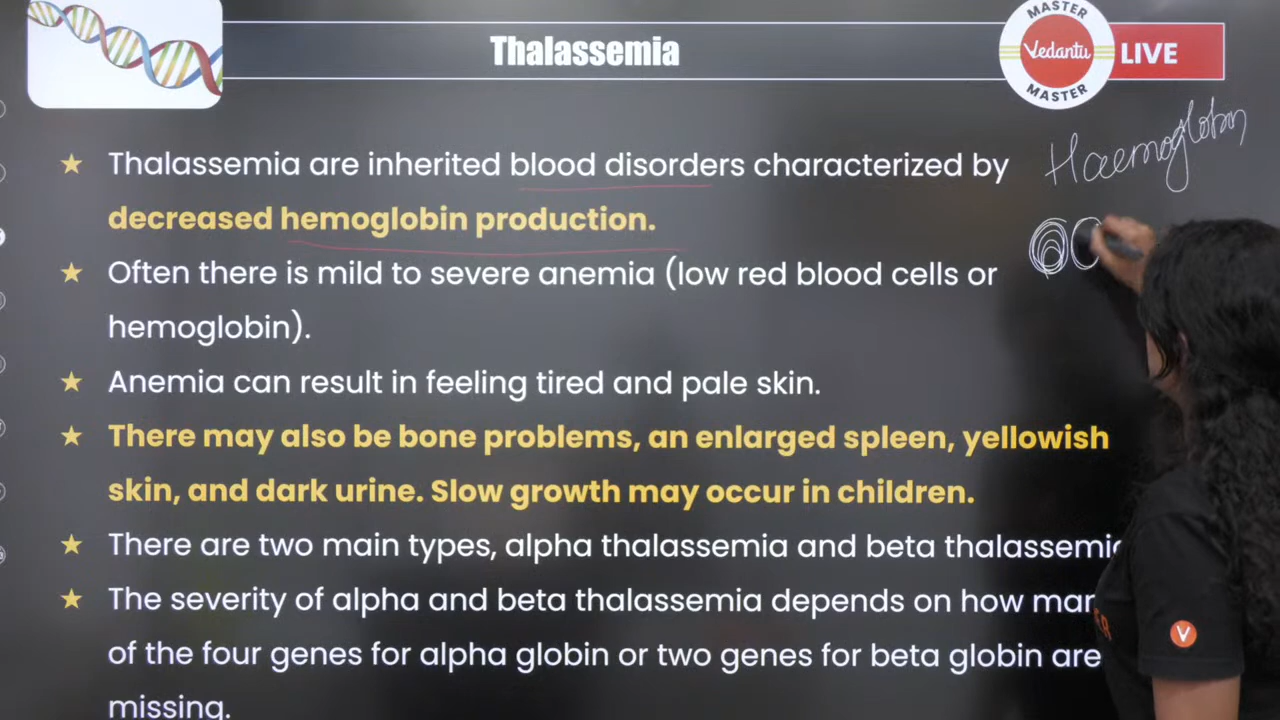 Thalassemia
MASTER
Vedantu
MASTER
LIVE
Haemoglobin
Thalassemia are inherited blood disorders characterized by
decreased hemoglobin production.
Often there is mild to severe anemia (low red blood cells or
hemoglobin).
Anemia can result in feeling tired and pale skin.
There may also be bone problems, an enlarged spleen, yellowish
skin, and dark urine. Slow growth may occur in children.
There are two main types, alpha thalassemia and beta
The severity of alpha and beta thalassemia depends on how
of the four genes for alpha globin or two genes for beta globin are
missing.
V